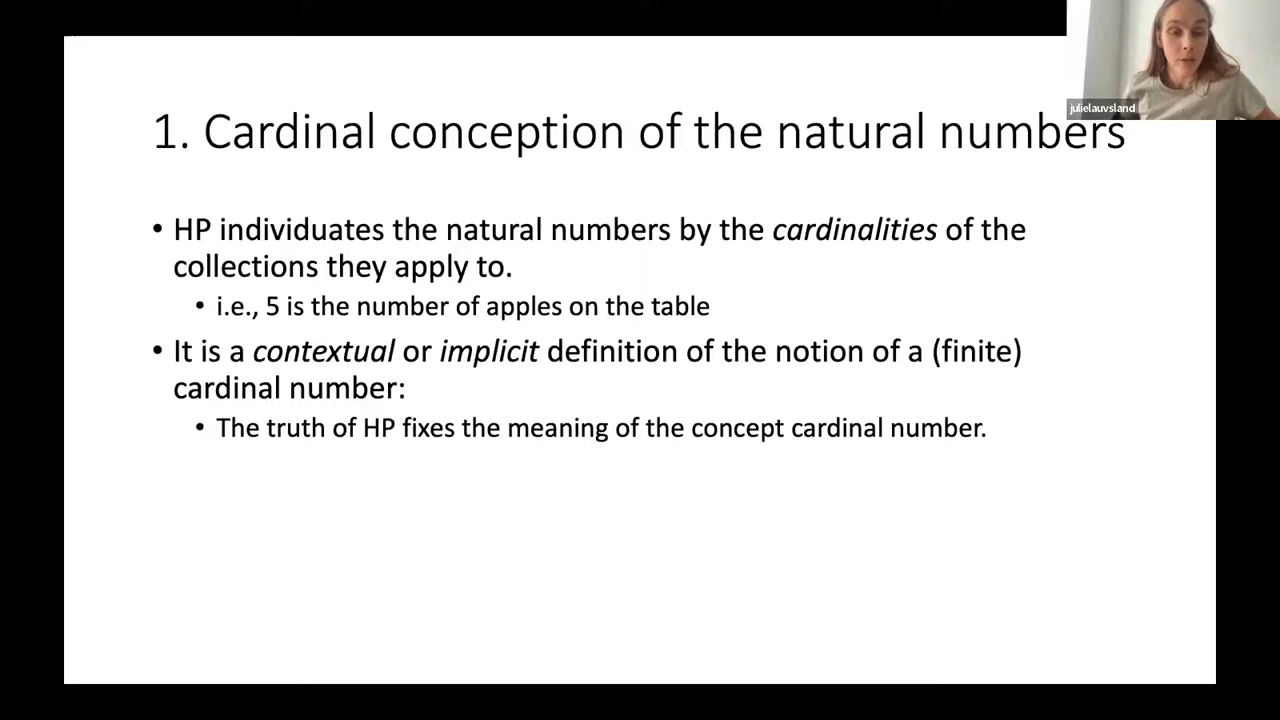 julielauvsland
1. Cardinal conception of the natural numbers
• HP individuates the natural numbers by the cardinalities of the
collections they apply to.
• i.e., 5 is the number of apples on the table
• It is a contextual or implicit definition of the notion of a (finite)
cardinal number:
• The truth of HP fixes the meaning of the concept cardinal number.